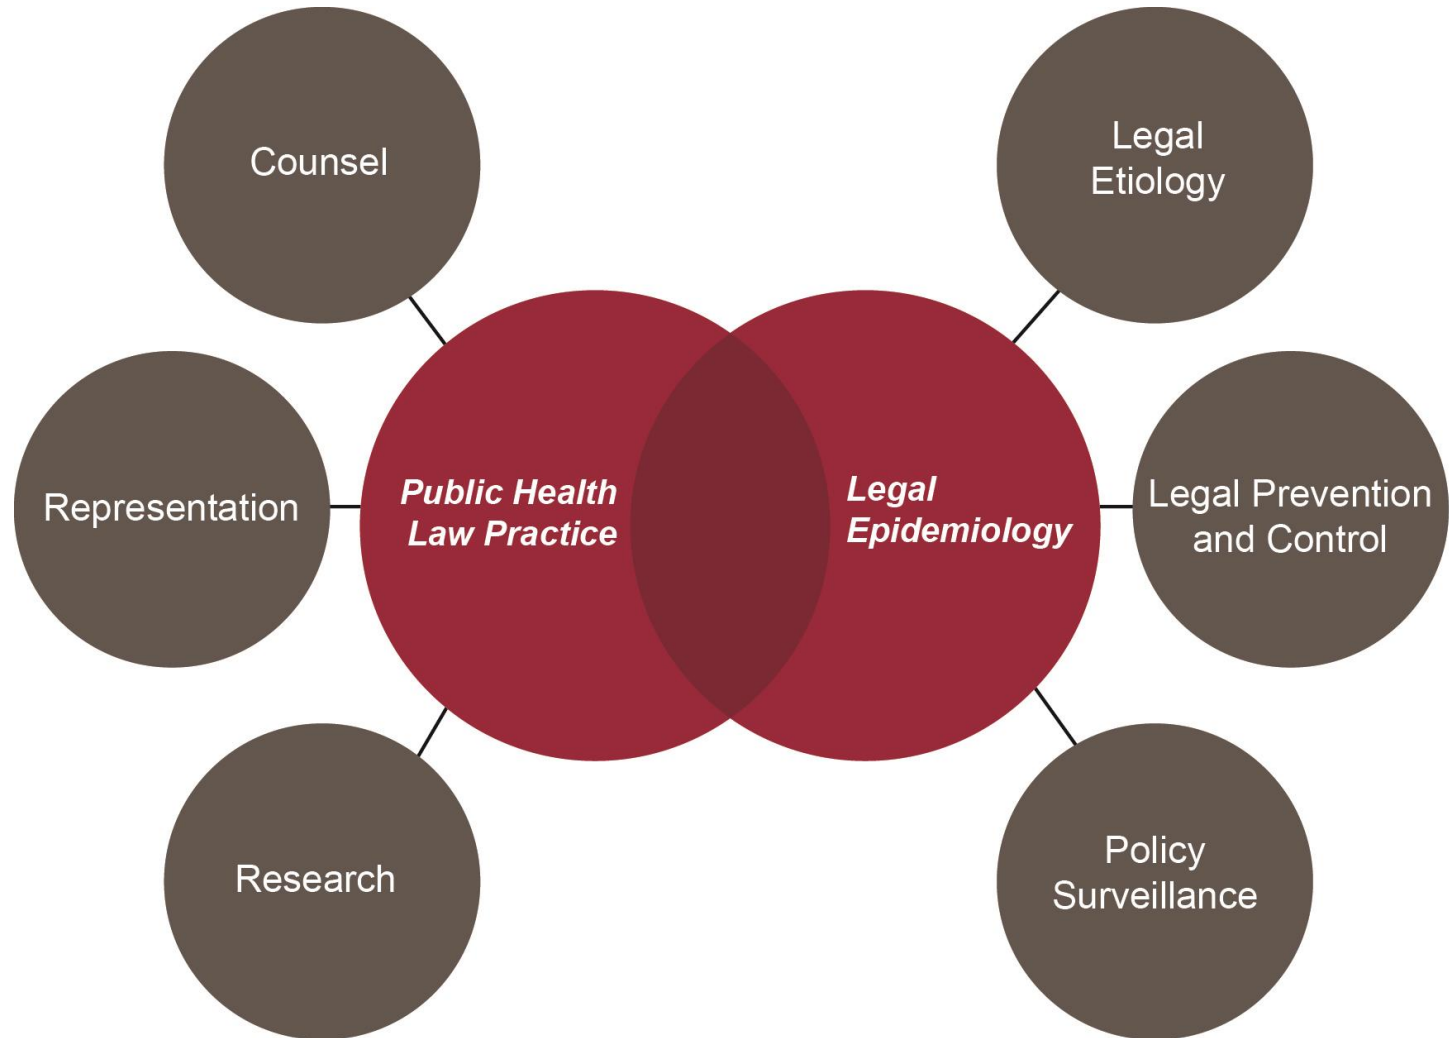 Counsel
Legal
Etiology
Representation
Public Health
Law Practice
Legal
Epidemiology
Legal Prevention
and Control
Research
Policy
Surveillance